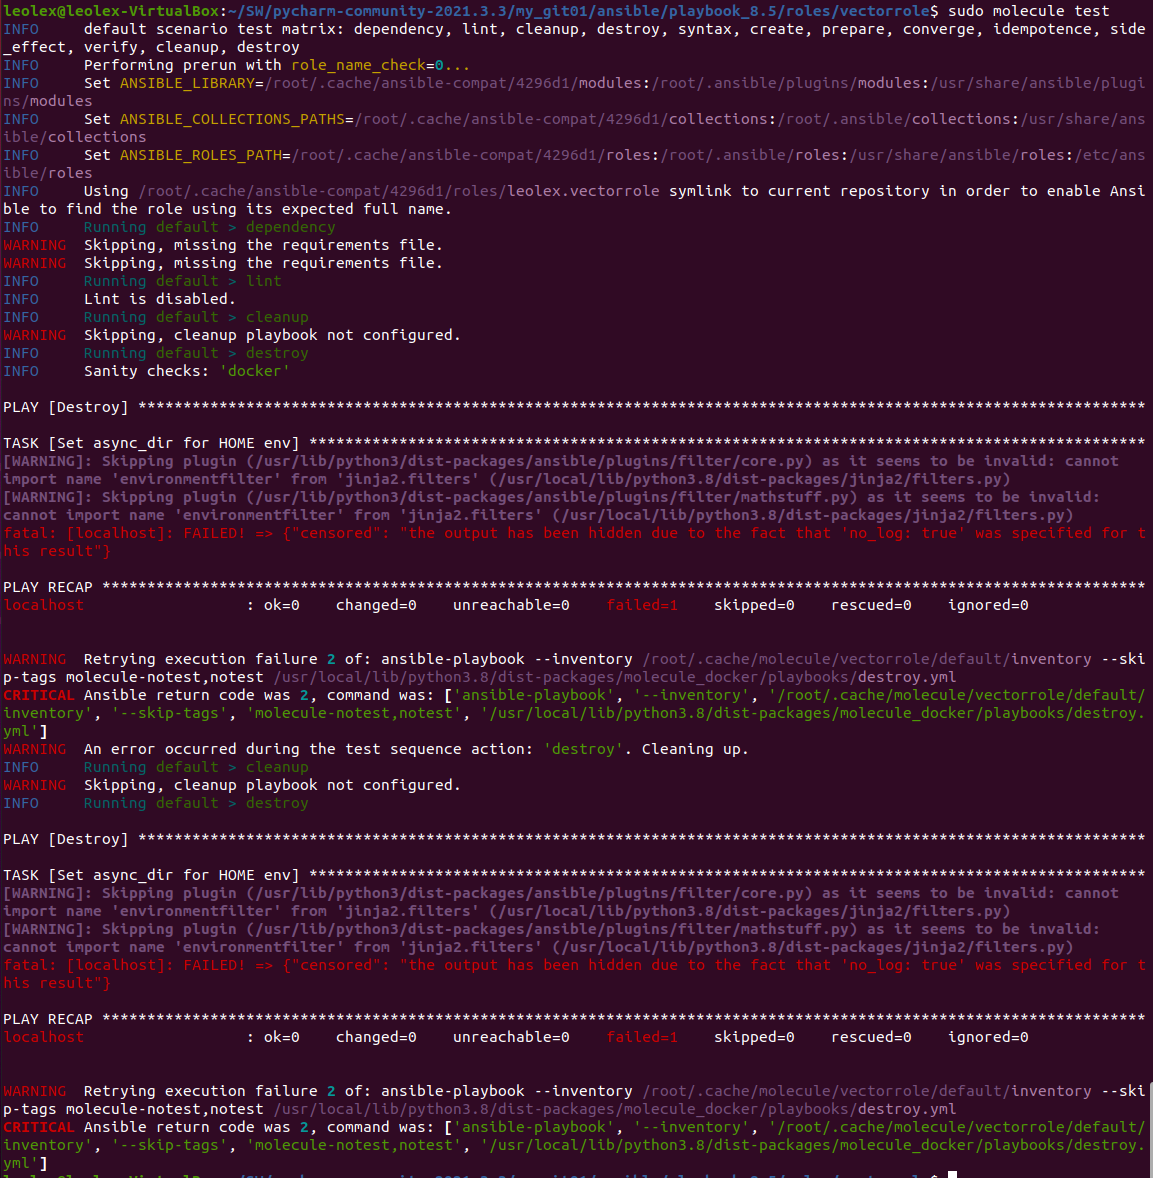 leolex@leolex-VirtualBox:~/SW/pycharm-community-2021.3.3/my_git01/ansible/playbook_8.5/roles/vectorrole$ sudo molecule test
INFO     default scenario test matrix: dependency, lint, cleanup, destroy, syntax, create, prepare, converge, idempotence, side
_effect, verify, cleanup, destroy
INFO     Performing prerun with role_name_check=0...
INFO     Set ANSIBLE_LIBRARY=/root/.cache/ansible-compat/4296d1/modules:/root/.ansible/plugins/modules:/usr/share/ansible/plugi
ns/modules
INFO     Set ANSIBLE_COLLECTIONS_PATHS=/root/.cache/ansible-compat/4296d1/collections:/root/.ansible/collections:/usr/share/ans
ible/collections
INFO     Set ANSIBLE_ROLES_PATH=/root/.cache/ansible-compat/4296d1/roles:/root/.ansible/roles:/usr/share/ansible/roles:/etc/ans
ible/roles
INFO     Using /root/.cache/ansible-compat/4296d1/roles/leolex.vectorrole symlink to current repository in order to enable Ansi
ble to find the role using its expected full name.
INFO     Running default > dependency
WARNING  Skipping, missing the requirements file.
WARNING  Skipping, missing the requirements file.
INFO     Running default > lint
INFO     Lint is disabled.
INFO     Running default > cleanup
WARNING  Skipping, cleanup playbook not configured.
INFO     Running default > destroy
INFO     Sanity checks: 'docker'
PLAY [Destroy] ****************************************************************************************************************
TASK [Set async_dir for HOME env] *********************************************************************************************
[WARNING]: Skipping plugin (/usr/lib/python3/dist-packages/ansible/plugins/filter/core.py) as it seems to be invalid: cannot
import name 'environmentfilter' from 'jinja2.filters' (/usr/local/lib/python3.8/dist-packages/jinja2/filters.py)
[WARNING]: Skipping plugin (/usr/lib/python3/dist-packages/ansible/plugins/filter/mathstuff.py) as it seems to be invalid:
cannot import name 'environmentfilter' from 'jinja2.filters' (/usr/local/lib/python3.8/dist-packages/jinja2/filters.py)
fatal: [localhost]: FAILED! => {"censored": "the output has been hidden due to the fact that 'no_log: true' was specified for t
his result"}
PLAY RECAP ********************************************************************************************************************
localhost                  : ok=0    changed=0    unreachable=0    failed=1    skipped=0    rescued=0    ignored=0
WARNING  Retrying execution failure 2 of: ansible-playbook --inventory /root/.cache/molecule/vectorrole/default/inventory --ski
p-tags molecule-notest,notest /usr/local/lib/python3.8/dist-packages/molecule_docker/playbooks/destroy.yml
CRITICAL Ansible return code was 2, command was: ['ansible-playbook', '--inventory', '/root/.cache/molecule/vectorrole/default/
inventory', '--skip-tags', 'molecule-notest,notest', '/usr/local/lib/python3.8/dist-packages/molecule_docker/playbooks/destroy.
yml']
WARNING  An error occurred during the test sequence action: 'destroy'. Cleaning up.
INFO     Running default > cleanup
WARNING  Skipping, cleanup playbook not configured.
INFO     Running default > destroy
PLAY [Destroy] ****************************************************************************************************************
TASK [Set async_dir for HOME env] *********************************************************************************************
[WARNING]: Skipping plugin (/usr/lib/python3/dist-packages/ansible/plugins/filter/core.py) as it seems to be invalid: cannot
import name 'environmentfilter' from 'jinja2.filters' (/usr/local/lib/python3.8/dist-packages/jinja2/filters.py)
[WARNING]: Skipping plugin (/usr/lib/python3/dist-packages/ansible/plugins/filter/mathstuff.py) as it seems to be invalid:
cannot import name 'environmentfilter' from 'jinja2.filters' (/usr/local/lib/python3.8/dist-packages/jinja2/filters.py)
fatal: [localhost]: FAILED! => {"censored": "the output has been hidden due to the fact that 'no_log: true' was specified for t
his result"}
PLAY RECAP ********************************************************************************************************************
localhost                  : ok=0    changed=0    unreachable=0    failed=1    skipped=0    rescued=0    ignored=0
WARNING  Retrying execution failure 2 of: ansible-playbook --inventory /root/.cache/molecule/vectorrole/default/inventory --ski
p-tags molecule-notest,notest /usr/local/lib/python3.8/dist-packages/molecule_docker/playbooks/destroy.yml
CRITICAL Ansible return code was 2, command was: ['ansible-playbook', '--inventory', '/root/.cache/molecule/vectorrole/default/
inventory', '--skip-tags', 'molecule-notest,notest', '/usr/local/lib/python3.8/dist-packages/molecule_docker/playbooks/destroy.
yml']